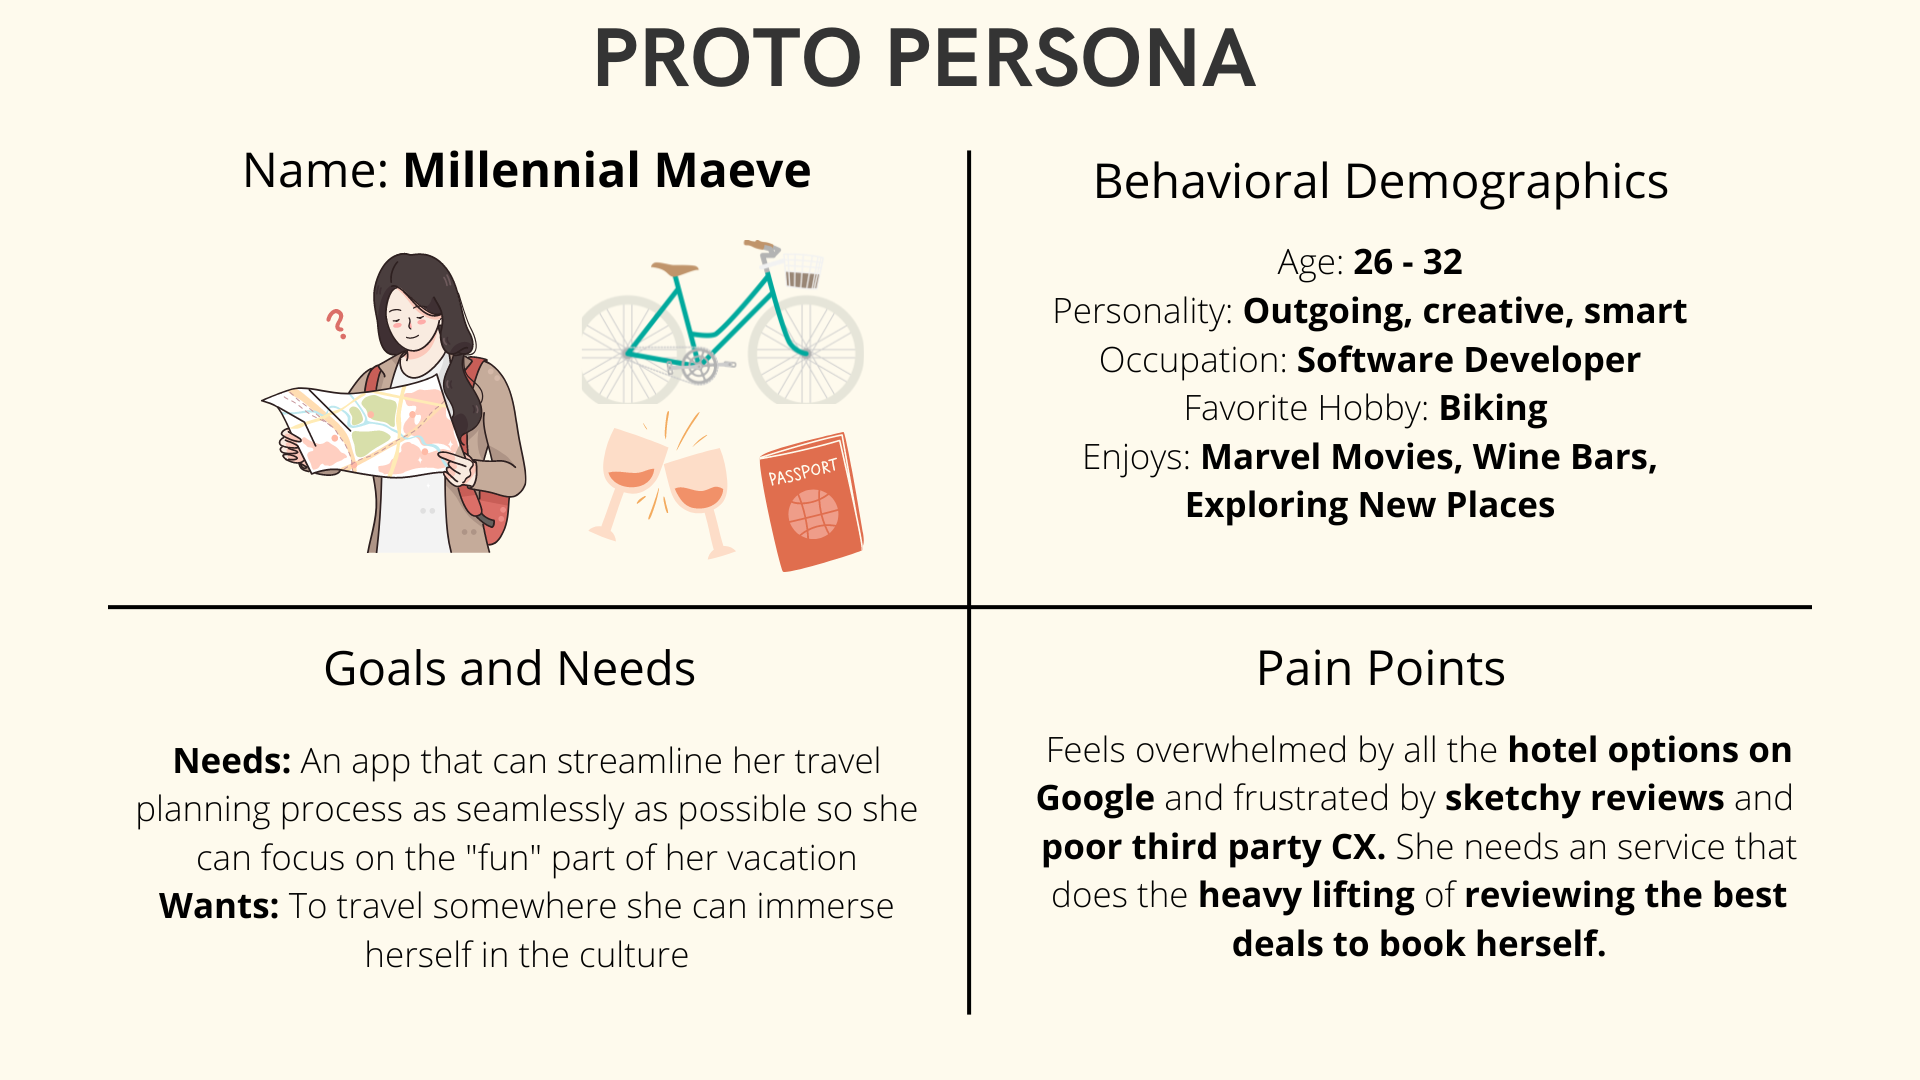 PROTO PERSONA
Name: Millennial Maeve
?
PASSPORT
Behavioral Demographics
Age: 26 - 32
Personality: Outgoing, creative, smart
Occupation: Software Developer
Favorite Hobby: Biking
Enjoys: Marvel Movies, Wine Bars,
Exploring New Places
Goals and Needs
Needs: An app that can streamline her travel
planning process as seamlessly as possible so she
can focus on the "fun" part of her vacation
Wants: To travel somewhere she can immerse
herself in the culture
Pain Points
Feels overwhelmed by all the hotel options on
Google and frustrated by sketchy reviews and
poor third party CX. She needs an service that
does the heavy lifting of reviewing the best
deals to book herself.